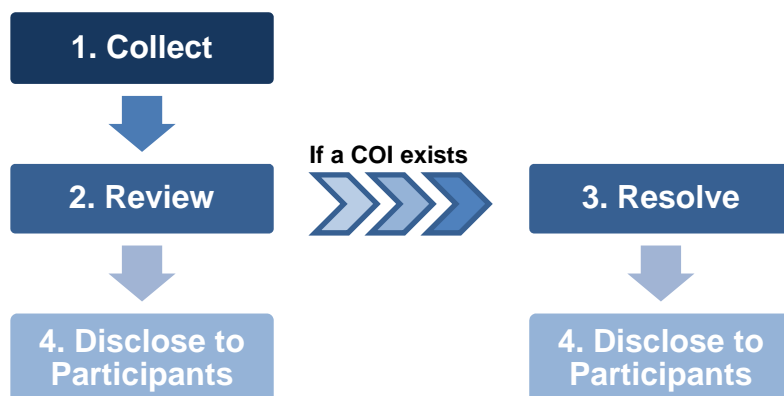 1. Collect
If a COI exists
2. Review
3. Resolve
4. Disclose to
Participants
4. Disclose to
Participants